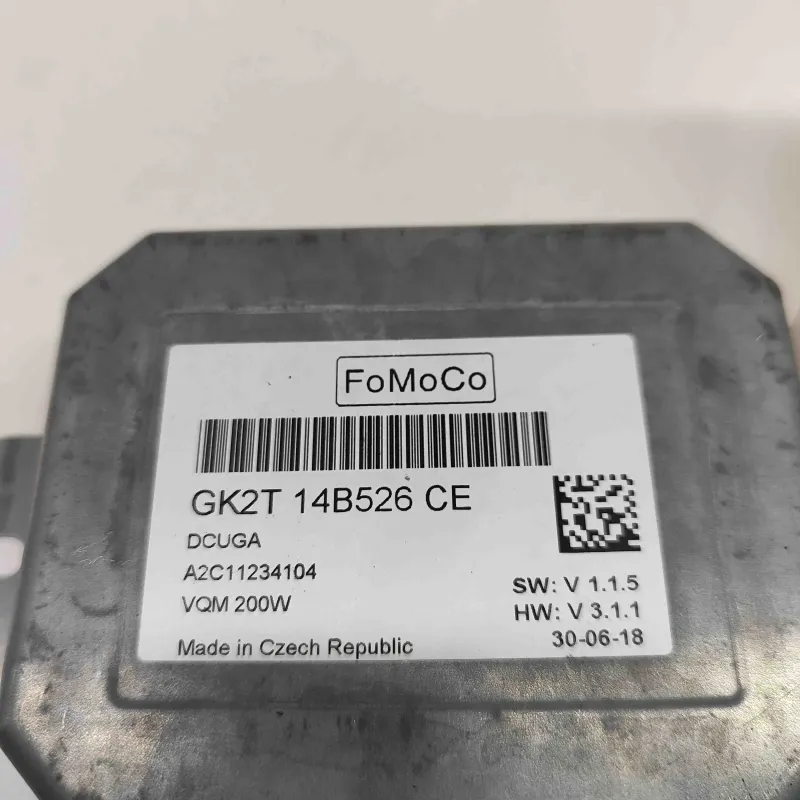 FoMoCo
GK2T 14B526 CE
DCUGA
A2C11234104
VQM 200W
Made in Czech Republic
SW: V 1.1.5
HW: V 3.1.1
30-06-18